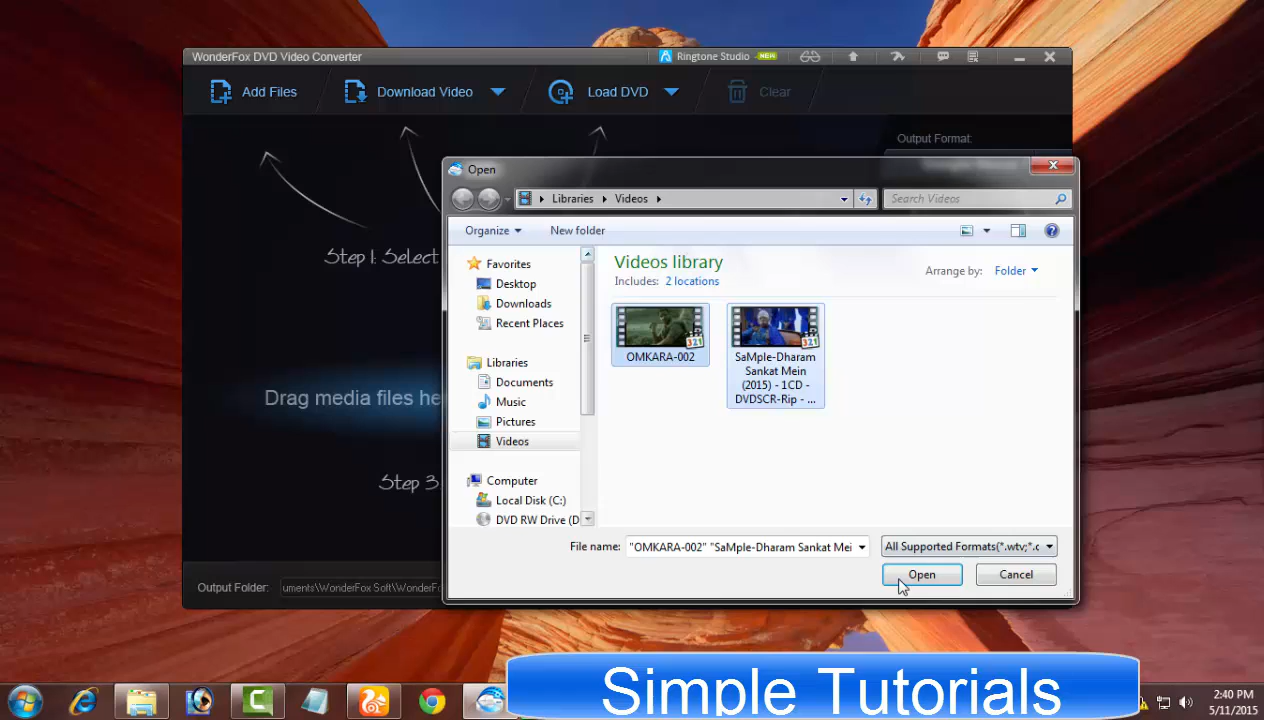 WonderFox DVD Video Converter
Ringtone Studio NEW
Add Files
Download Video
Load DVD
Clear
Output Format:
Open
Libraries
Videos
Search Videos
Organize
New folder
Step 1: Select
Favorites
Desktop
Downloads
Recent Places
Libraries
Documents
Music
Pictures
Videos
Computer
Local Disk (C:)
DVD RW Drive (D
Videos library
Includes: 2 locations
Arrange by: Folder
321
OMKARA-002
321
SaMple-Dharam
Sankat Mein
(2015) - 1CD -
DVDSCR-Rip - ...
Drag media files he
Step 3
File name: "OMKARA-002" "SaMple-Dharam Sankat Mei
All Supported Formats(*.wtv;*.c
Open
Cancel
Output Folder: uments\WonderFox Soft\WonderFo
Simple Tutorials
2:40 PM
5/11/2015